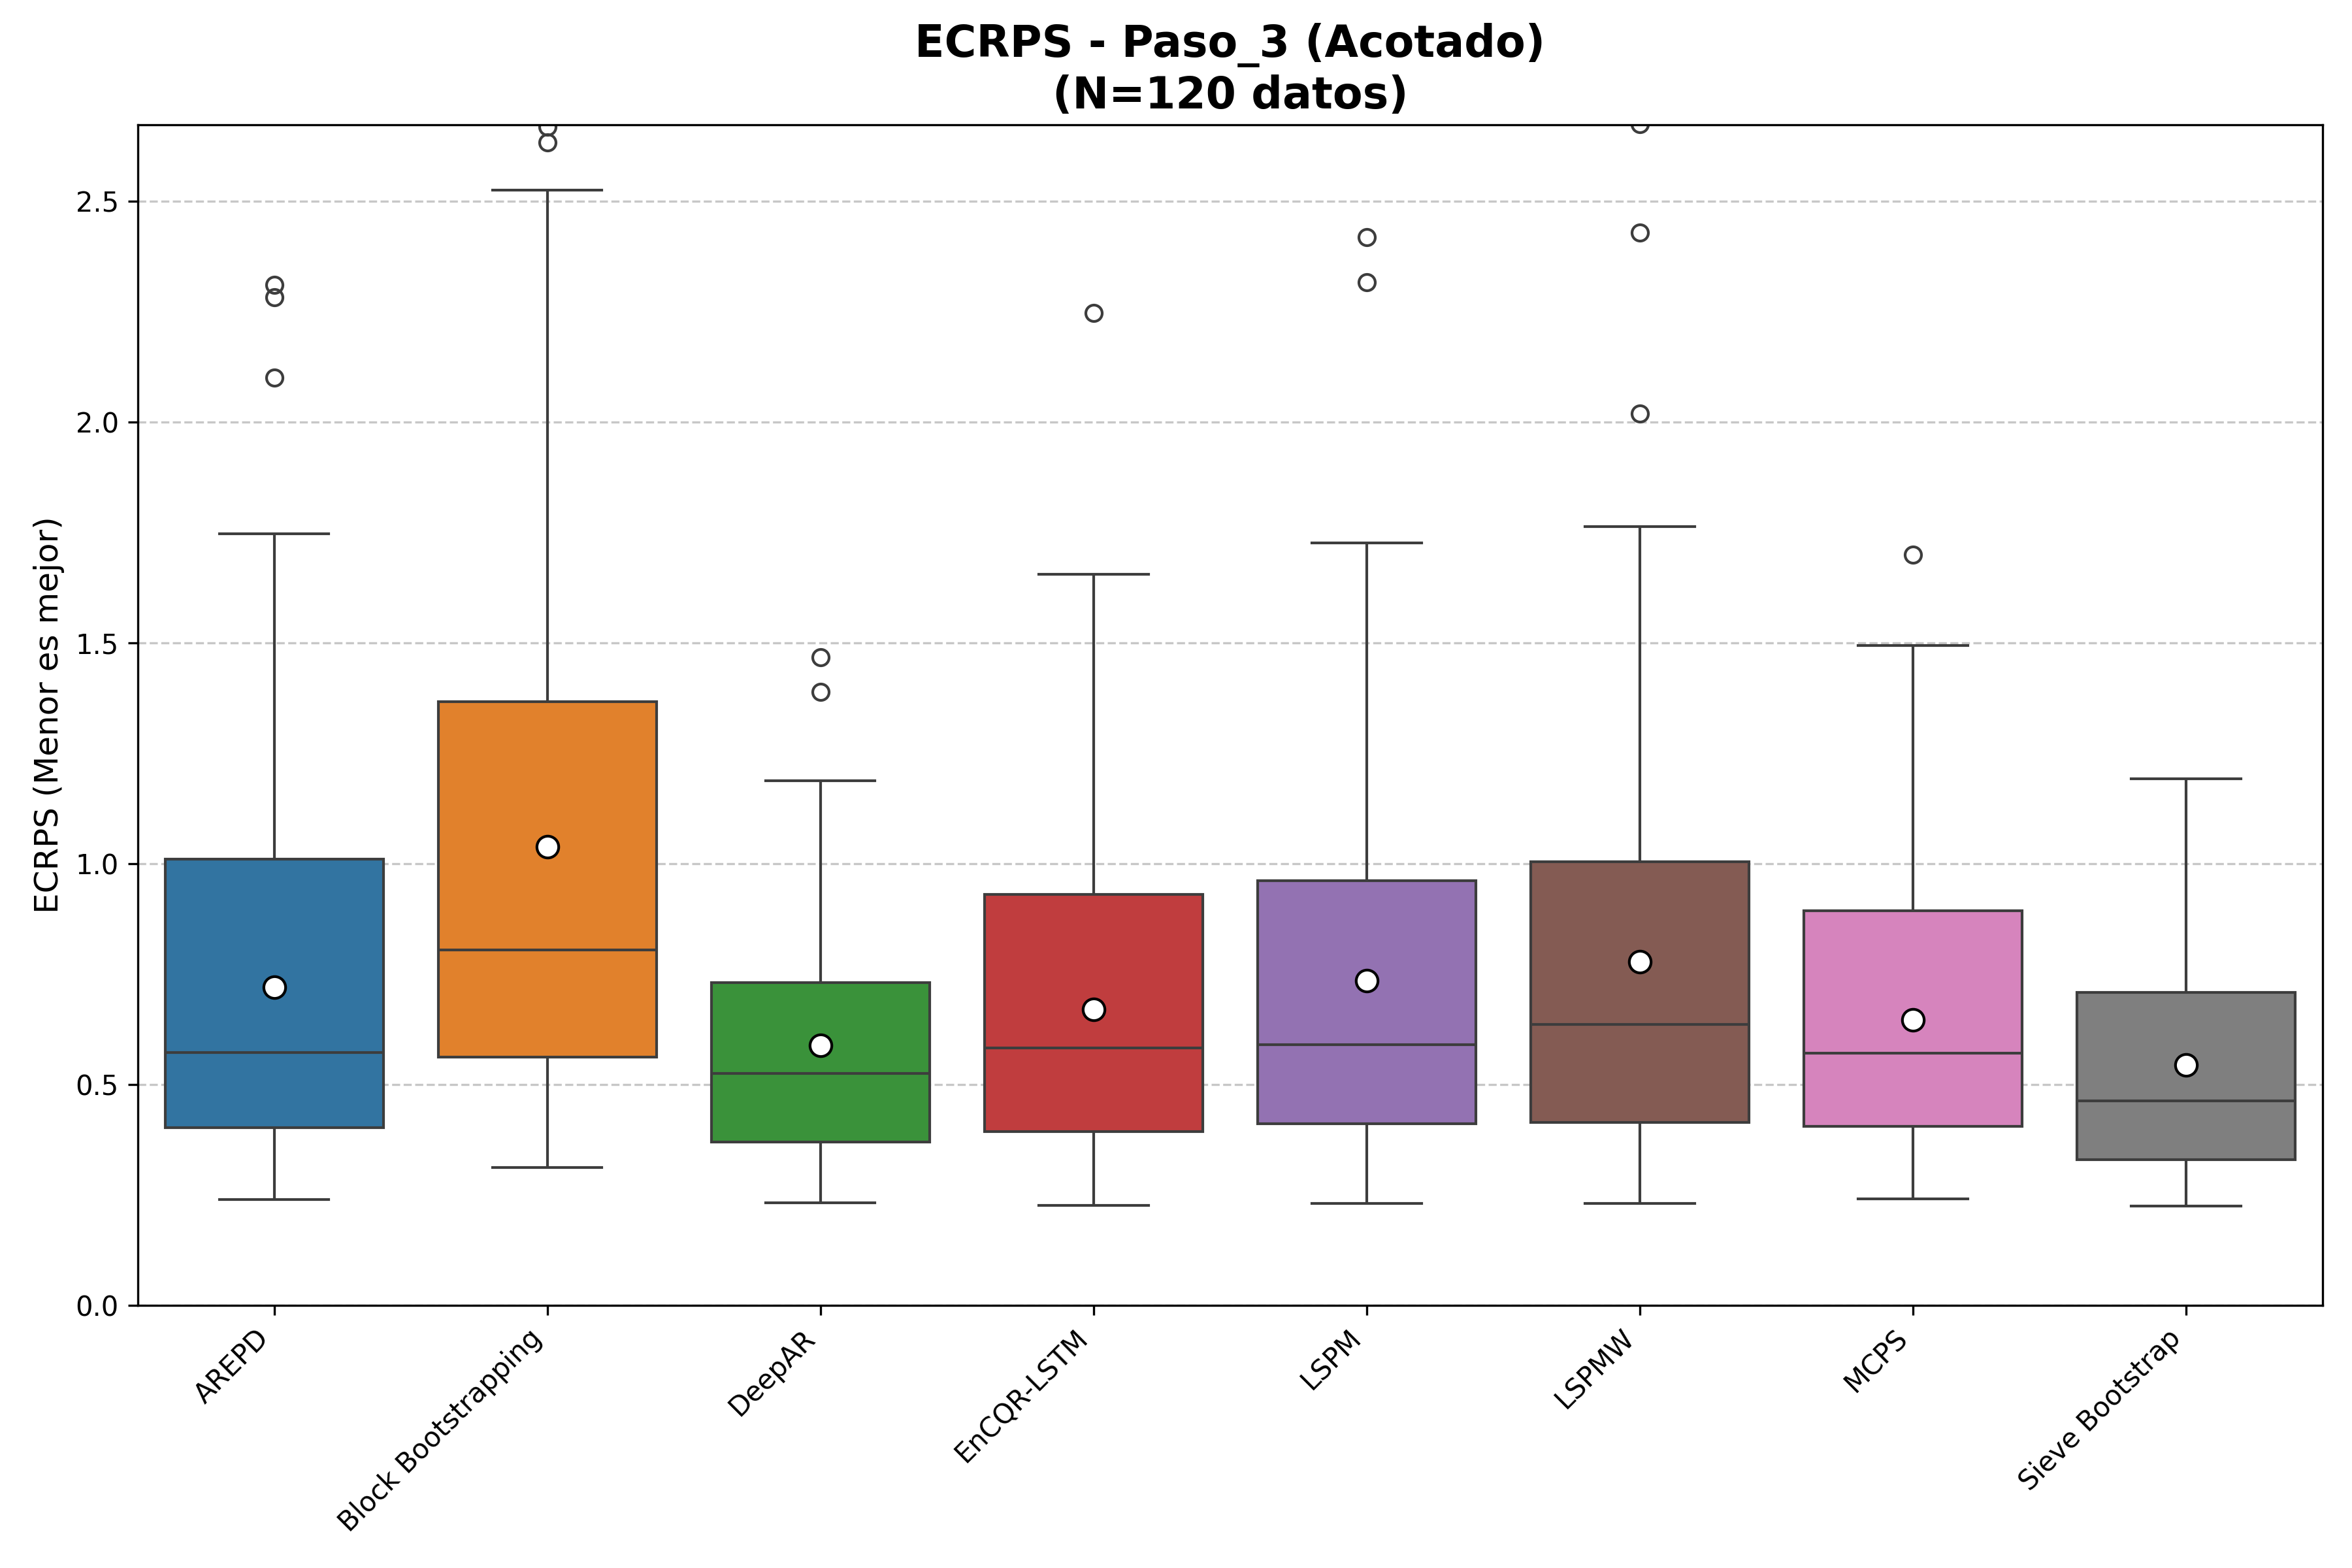 ECRPS - Paso_3 (Acotado)
(N=120 datos)
ECRPS (Menor es mejor)
2.5
2.0
1.5
1.0
0.5
0.0
AREPD
Block Bootstrapping
DeepAR
EnCQR-LSTM
LSPM
LSPMW
MCPS
Sieve Bootstrap